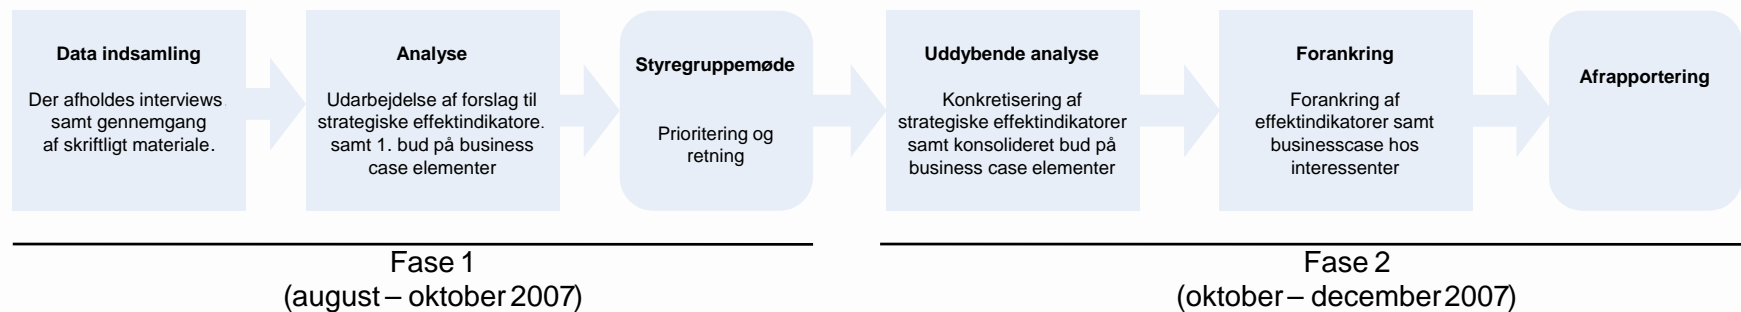 Data indsamling
Der afholdes interviews
samt gennemgang
af skriftligt materiale.
Analyse
Udarbejdelse af forslag til
strategiske effektindikatore.
samt 1. bud på business
case elementer
Styregruppemøde
Prioritering og
retning
Uddybende analyse
Konkretisering af
strategiske effektindikatorer
samt konsolideret bud på
business case elementer
Forankring
Forankring af
effektindikatorer samt
businesscase hos
interessenter
Afrapportering
Fase 1
(august – oktober 2007)
Fase 2
(oktober – december 2007)